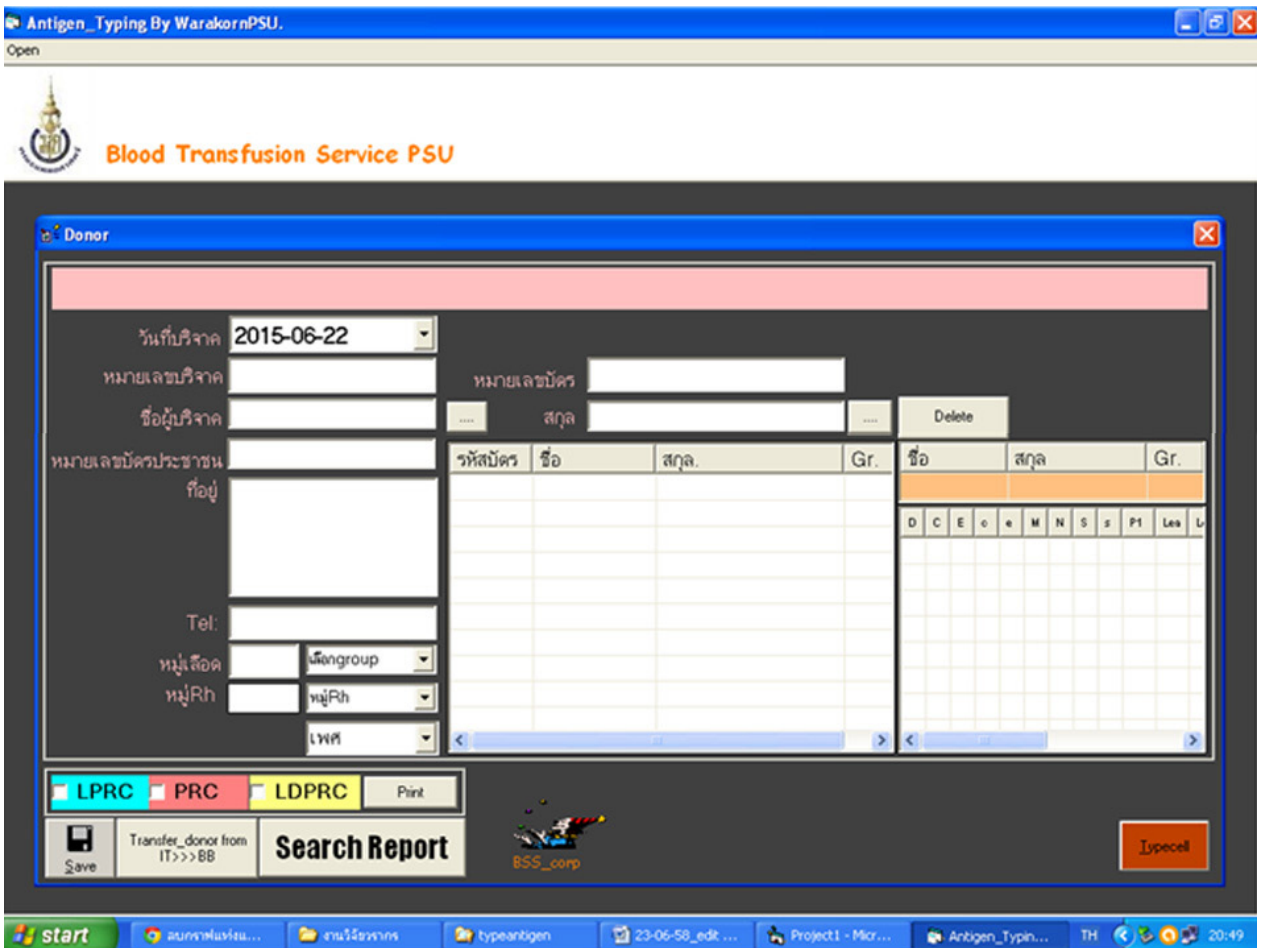 Antigen_Typing By WarakornPSU.
Open
Blood Transfusion Service PSU
Donor
วันที่บริจาค 2015-06-22
หมายเลขบริจาค หมายเลขบัตร
ชื่อผู้บริจาค .... สกุล .... Delete
หมายเลขบัตรประชาชน
รหัสบัตร ชื่อ สกุล. Gr. ชื่อ สกุล Gr.
ที่อยู่
D C E c e M N S s P1 Lea
Tel:
หมู่เลือด เลือกgroup
หมู่Rh หมู่Rh
เพศ
LPRC PRC LDPRC Print
Save
Transfer_donor from
IT>>>BB
Search Report
BSS_corp
Typecell
start typeantigen 23-06-58_edit ... Project1 - Micr... Antigen_Typin... TH 20:49